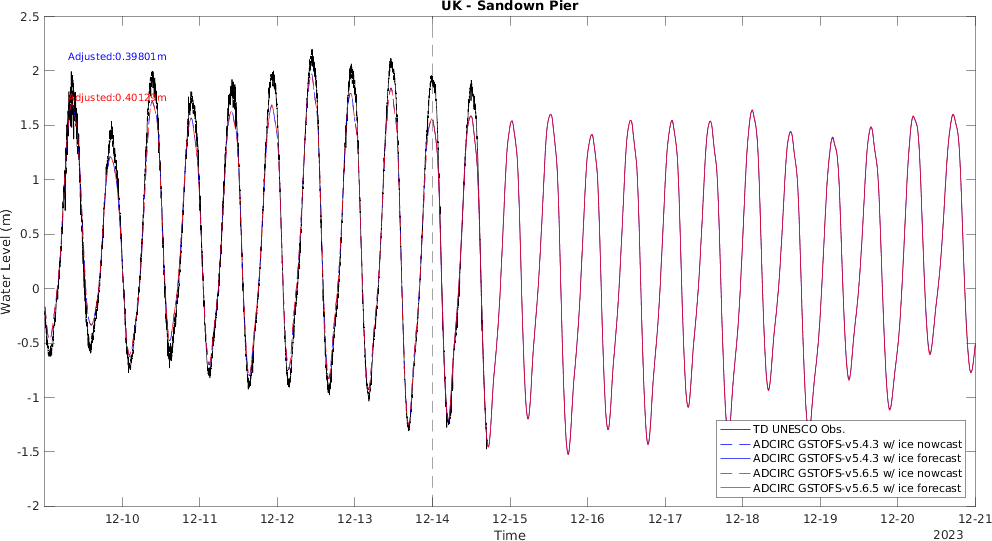 UK - Sandown Pier
Water Level (m)
2.5
2
1.5
1
0.5
0
-0.5
-1
-1.5
-2
Adjusted:0.39801m
TD UNESCO Obs.
ADCIRC GSTOFS-v5.4.3 w/ ice nowcast
ADCIRC GSTOFS-v5.4.3 w/ ice forecast
ADCIRC GSTOFS-v5.6.5 w/ ice nowcast
ADCIRC GSTOFS-v5.6.5 w/ ice forecast
12-10 12-11 12-12 12-13 12-14 12-15 12-16 12-17 12-18 12-19 12-20 12-21
Time
2023